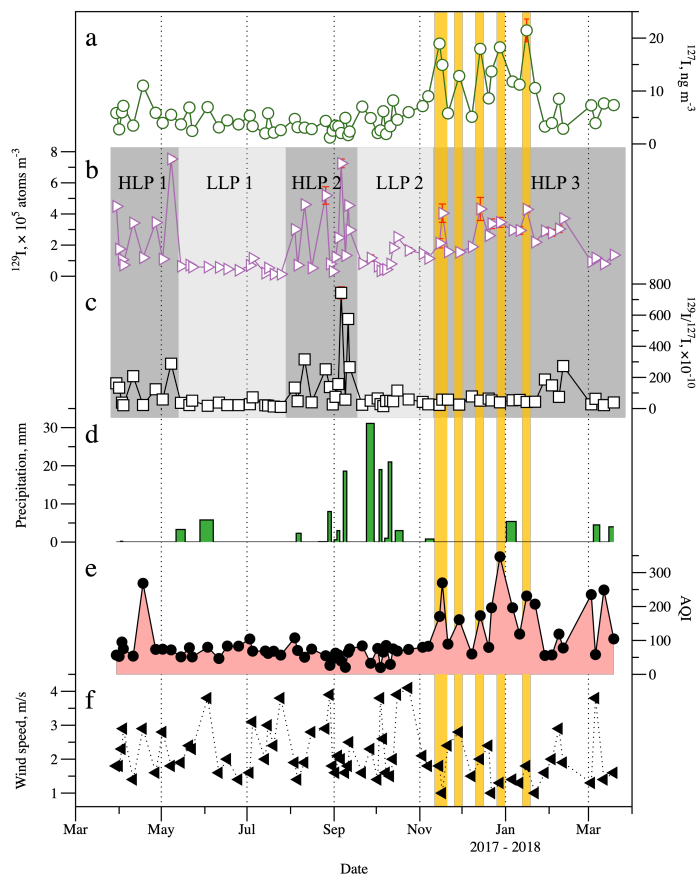 a
20
10
0
¹²⁷I, ng m⁻³
b
8
6
4
2
0
¹²⁹I, × 10⁵ atoms m⁻³
HLP 1
LLP 1
HLP 2
LLP 2
HLP 3
c
800
600
400
200
0
¹²⁹I/¹²⁷I, × 10⁻¹⁰
d
30
20
10
0
Precipitation, mm
e
300
200
100
0
AQI
f
4
3
2
1
Wind speed, m/s
Mar May Jul Sep Nov Jan Mar
2017 - 2018
Date